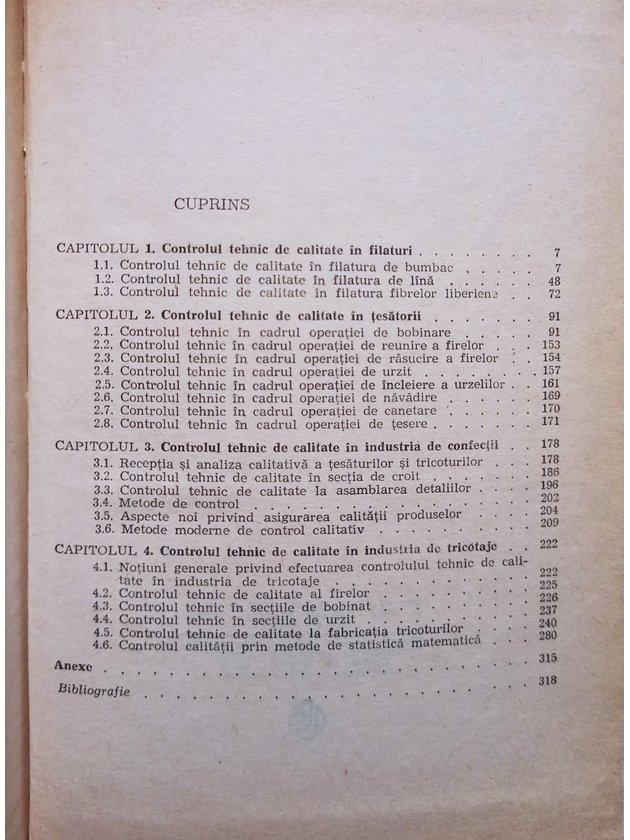 CUPRINS
CAPITOLUL 1. Controlul tehnic de calitate în filaturi . . . . . . . . 7
1.1. Controlul tehnic de calitate în filatura de bumbac . . . . . 7
1.2. Controlul tehnic de calitate în filatura de lînă . . . . . . 48
1.3. Controlul tehnic de calitate în filatura fibrelor liberiene . . 72
CAPITOLUL 2. Controlul tehnic de calitate în țesătorii . . . . . . . 91
2.1. Controlul tehnic în cadrul operației de bobinare . . . . . 91
2.2. Controlul tehnic în cadrul operației de reunire a firelor . . . 153
2.3. Controlul tehnic în cadrul operației de răsucire a firelor . . 154
2.4. Controlul tehnic în cadrul operației de urzit . . . . . . . 157
2.5. Controlul tehnic în cadrul operației de încleiere a urzelilor . . 161
2.6. Controlul tehnic în cadrul operației de năvădire . . . . . 169
2.7. Controlul tehnic în cadrul operației de canetare . . . . . 170
2.8. Controlul tehnic în cadrul operației de țesere . . . . . . 171
CAPITOLUL 3. Controlul tehnic de calitate în industria de confecții . . 178
3.1. Recepția și analiza calitativă a țesăturilor și tricoturilor . . . 178
3.2. Controlul tehnic de calitate în secția de croit . . . . . . 186
3.3. Controlul tehnic de calitate la asamblarea detaliilor . . . . 196
3.4. Metode de control . . . . . . . . . . . . . . . 202
3.5. Aspecte noi privind asigurarea calității produselor . . . . 204
3.6. Metode moderne de control calitativ . . . . . . . . . 209
CAPITOLUL 4. Controlul tehnic de calitate în industria de tricotaje . . 222
4.1. Noțiuni generale privind efectuarea controlului tehnic de cali-
tate în industria de tricotaje . . . . . . . . . . . 222
4.2. Controlul tehnic de calitate al firelor . . . . . . . . . 225
4.3. Controlul tehnic în secțiile de bobinat . . . . . . . . 226
4.4. Controlul tehnic în secțiile de urzit . . . . . . . . . 237
4.5. Controlul tehnic de calitate la fabricația tricoturilor . . . . 240
4.6. Controlul calității prin metode de statistică matematică . . . 280
Anexe . . . . . . . . . . . . . . . . . . . . . . 315
Bibliografie . . . . . . . . . . . . . . . . . . . . 318